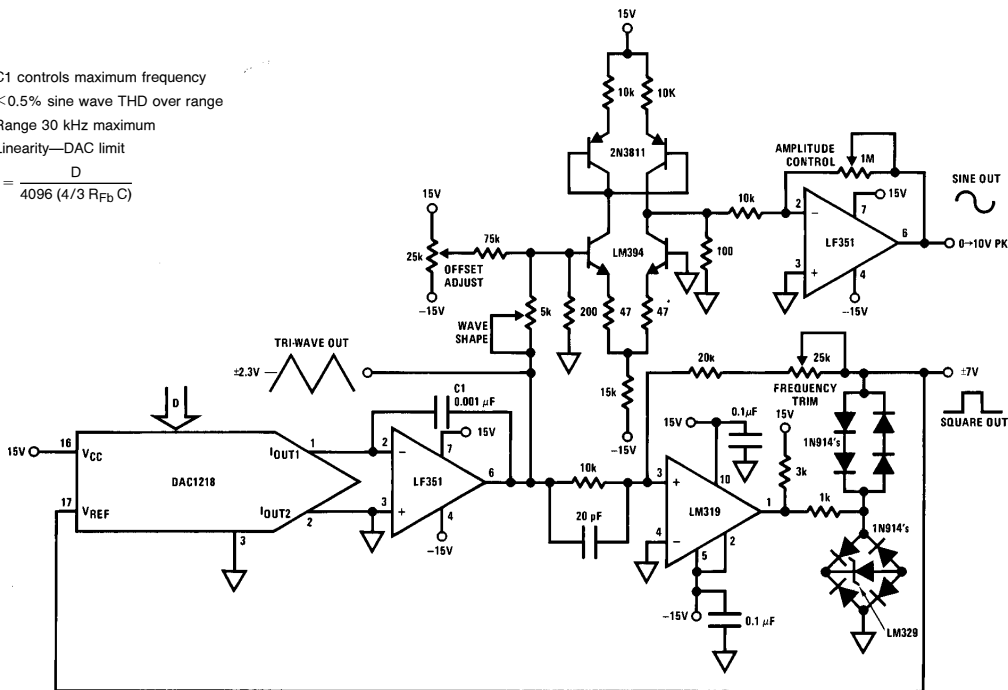 C1 controls maximum frequency
<0.5% sine wave THD over range
Range 30 kHz maximum
Linearity—DAC limit
= D
4096 (4/3 RFb C)
15V
10k
10K
2N3811
AMPLITUDE
CONTROL
1M
SINE OUT
15V
10k
2
−
7
LF351
6
0→10V PK
3
+
4
−15V
100
15V
25k
−15V
75k
OFFSET
ADJUST
LM394
WAVE
SHAPE
5k
200
47
47
15k
−15V
TRI-WAVE OUT
±2.3V
20k
25k
FREQUENCY
TRIM
±7V
SQUARE OUT
C1
0.001 µF
D
15V
16
VCC
DAC1218
17
VREF
IOUT1
1
IOUT2
2
3
2
−
7
15V
LF351
6
3
+
4
−15V
10k
20 pF
15V
0.1µF
10
3
+
LM319
1
4
−
5
2
−15V
0.1 µF
15V
3k
1k
1N914's
1N914's
LM329